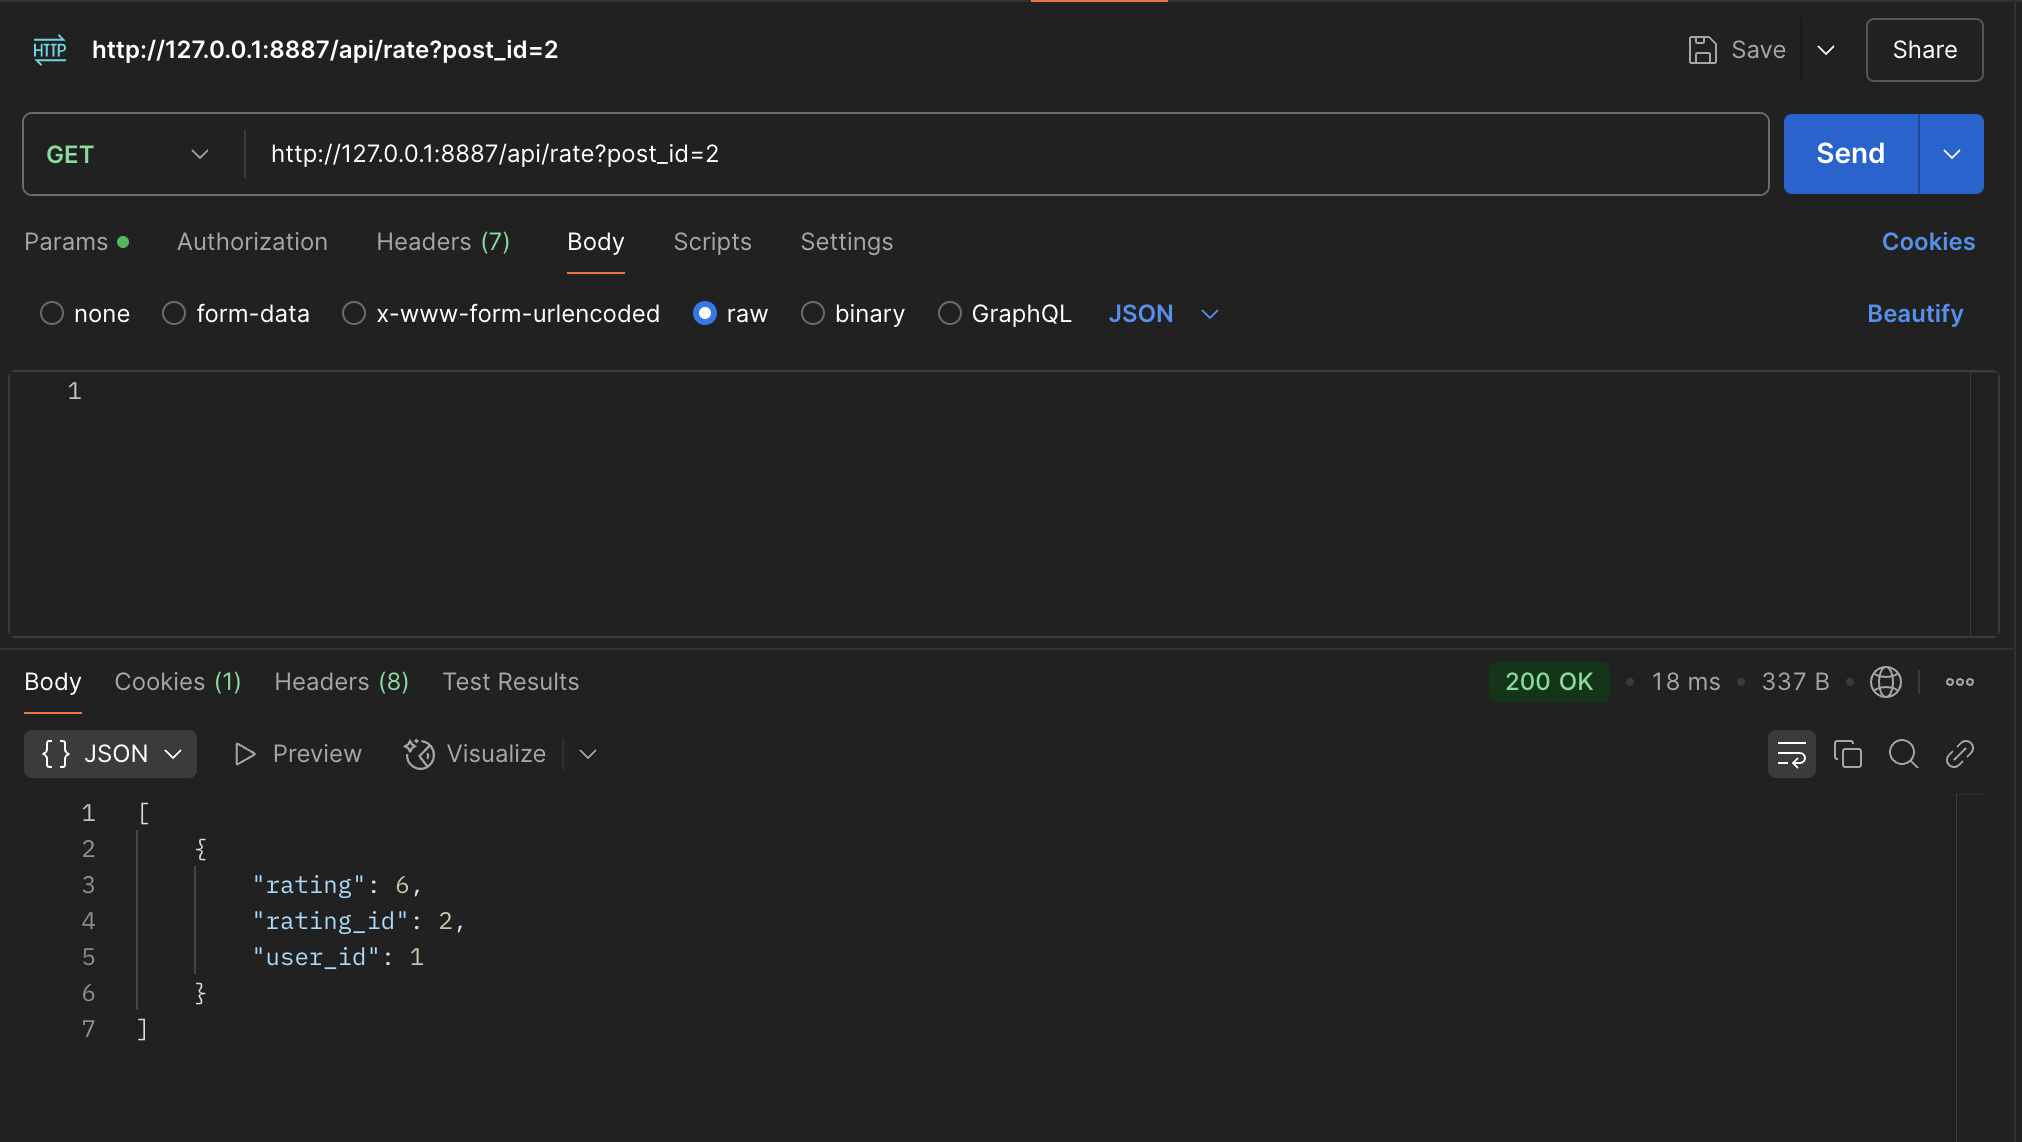 HTTP http://127.0.0.1:8887/api/rate?post_id=2 Save Share
GET http://127.0.0.1:8887/api/rate?post_id=2 Send
Params Authorization Headers (7) Body Scripts Settings Cookies
none form-data x-www-form-urlencoded raw binary GraphQL JSON Beautify
1
Body Cookies (1) Headers (8) Test Results 200 OK • 18 ms • 337 B •
{} JSON Preview Visualize
1 [
2 {
3 "rating": 6,
4 "rating_id": 2,
5 "user_id": 1
6 }
7 ]